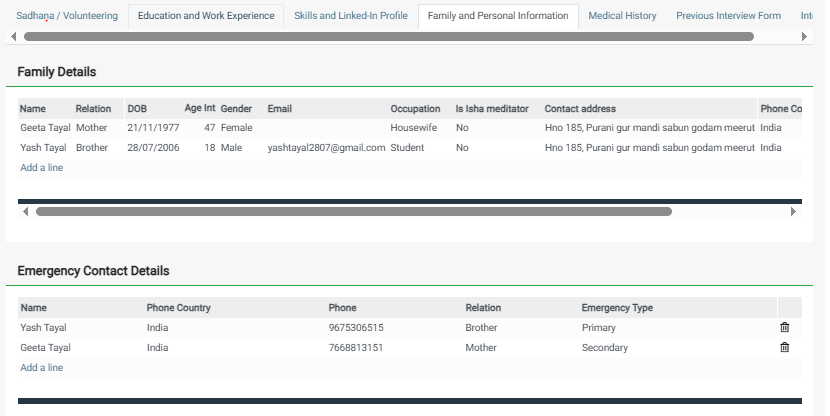 Sadhana / Volunteering Education and Work Experience Skills and Linked-In Profile Family and Personal Information Medical History Previous Interview Form Int
Family Details
Name Relation DOB Age Int Gender Email Occupation Is Isha meditator Contact address Phone Co
Geeta Tayal Mother 21/11/1977 47 Female Housewife No Hno 185, Purani gur mandi sabun godam meerut India
Yash Tayal Brother 28/07/2006 18 Male yashtayal2807@gmail.com Student No Hno 185, Purani gur mandi sabun godam meerut India
Add a line
Emergency Contact Details
Name Phone Country Phone Relation Emergency Type
Yash Tayal India 9675306515 Brother Primary
Geeta Tayal India 7668813151 Mother Secondary
Add a line